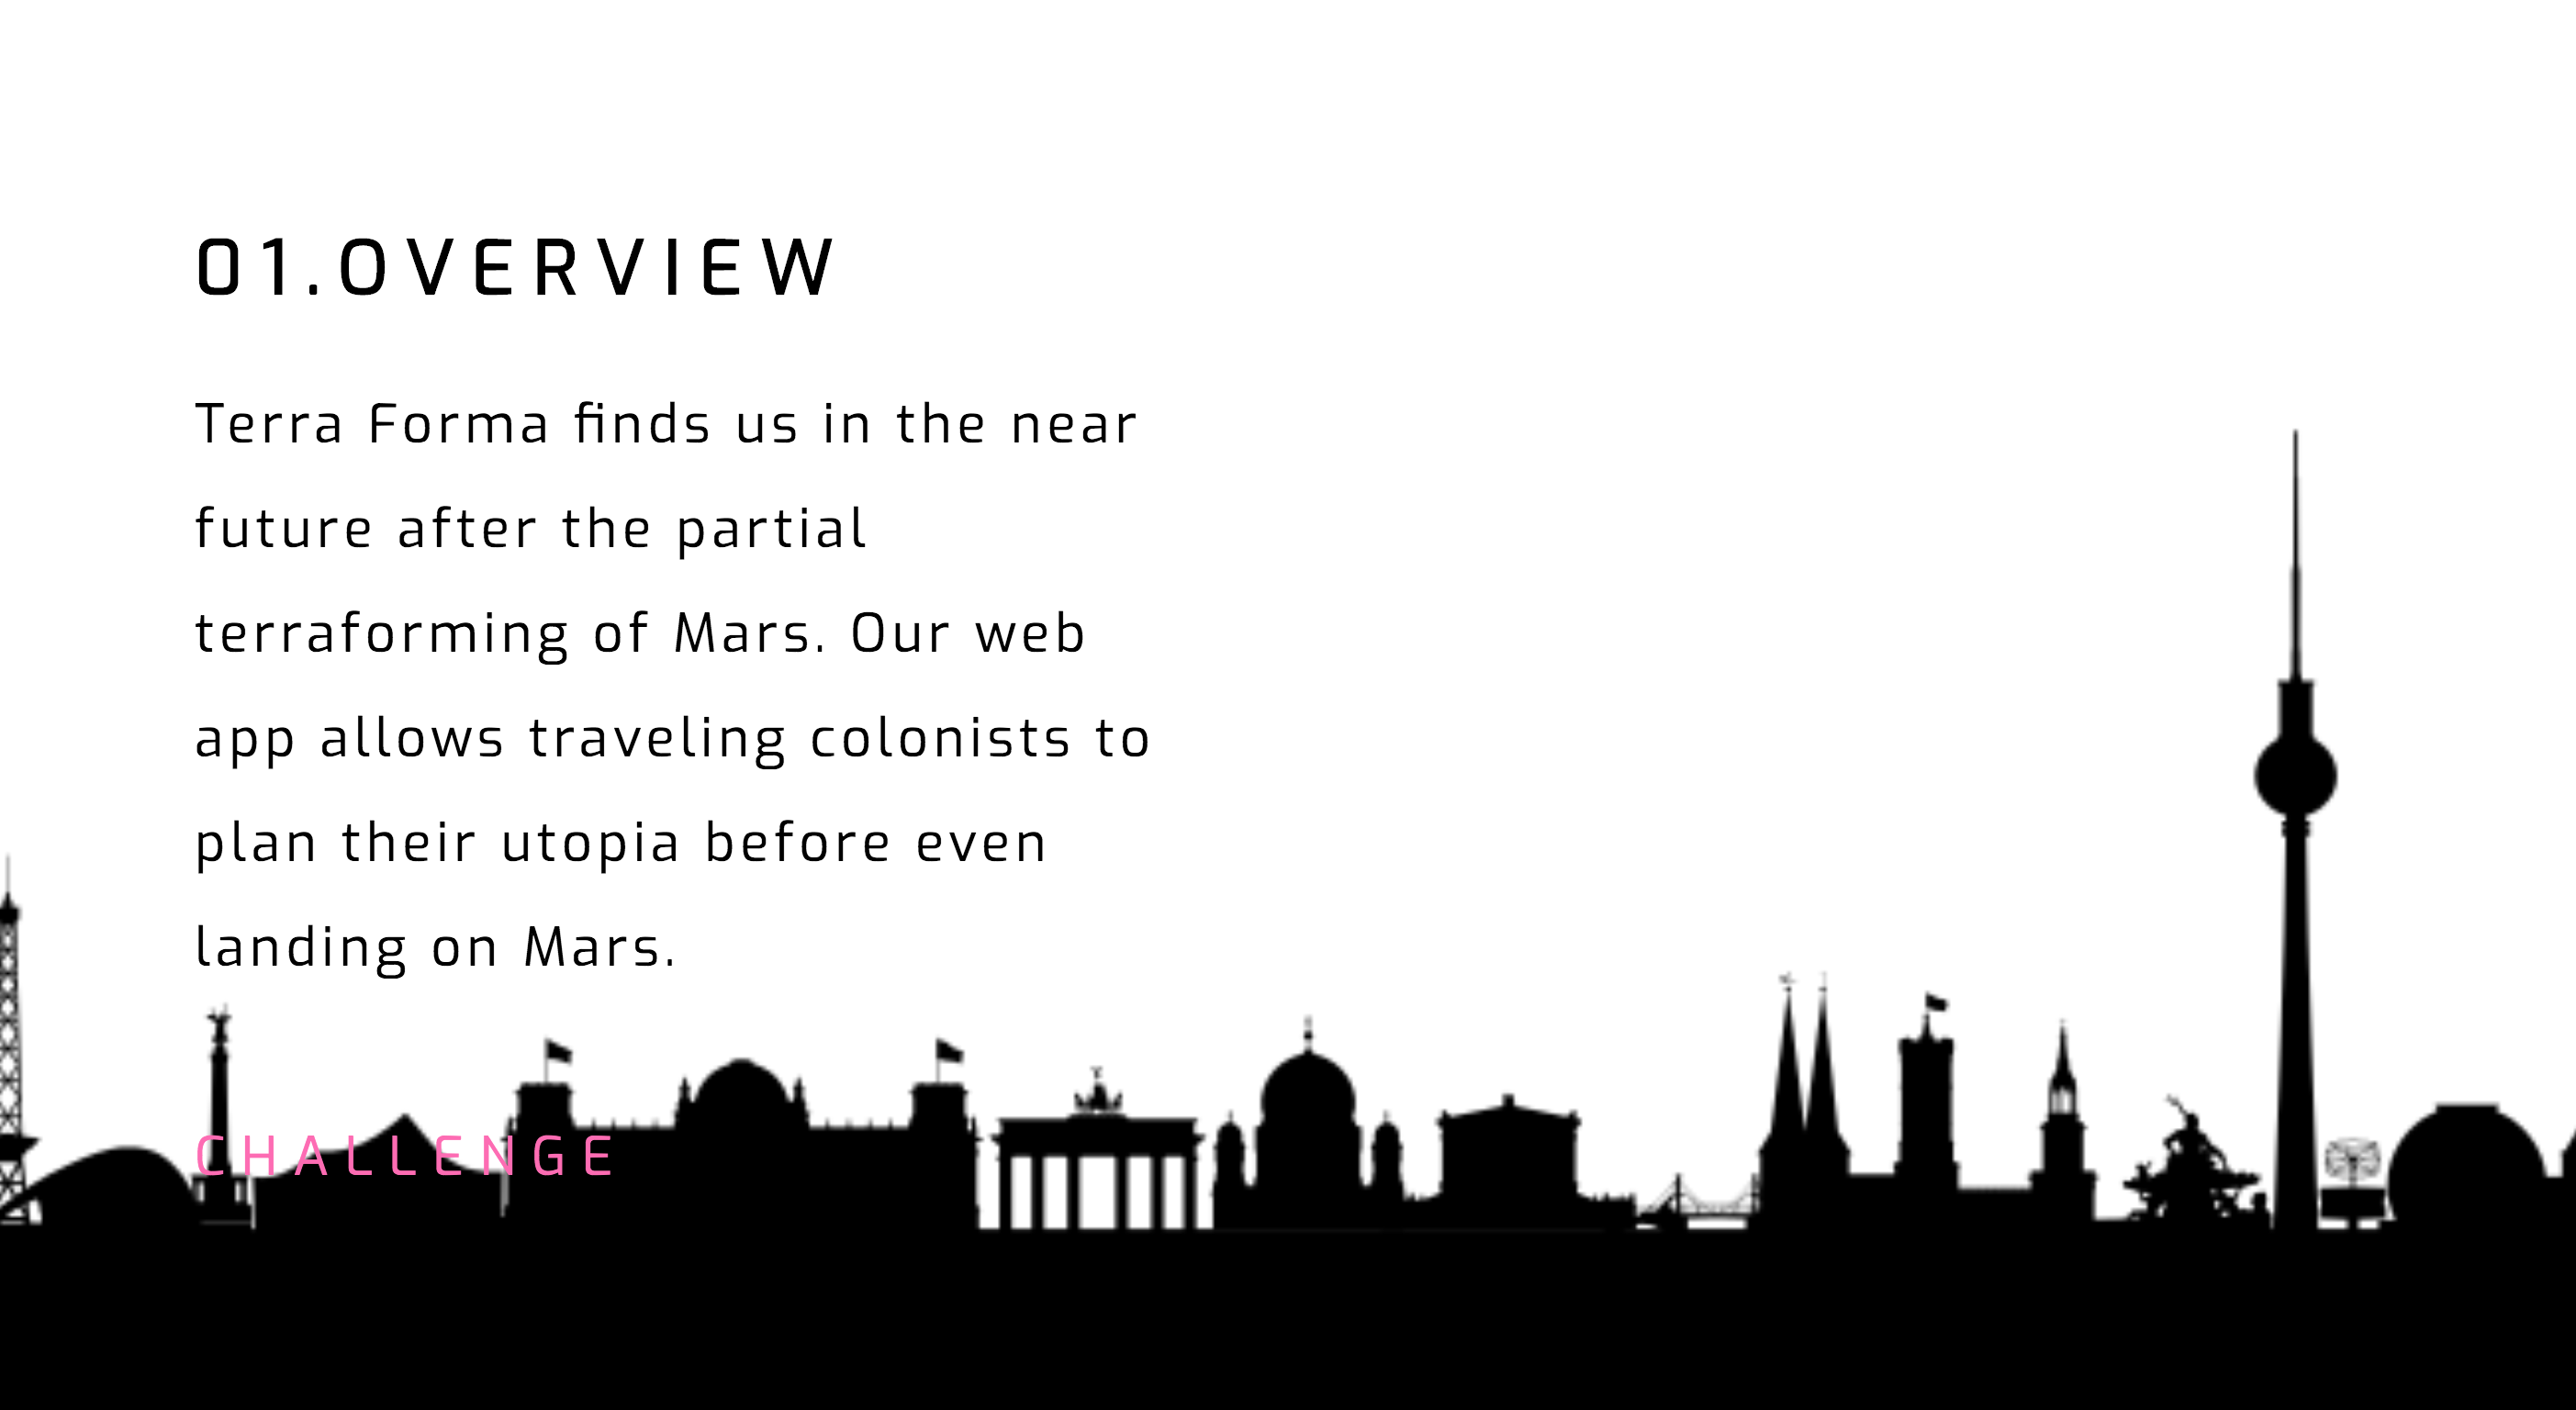 01.OVERVIEW
Terra Forma finds us in the near
future after the partial
terraforming of Mars. Our web
app allows traveling colonists to
plan their utopia before even
landing on Mars.
CHALLENGE